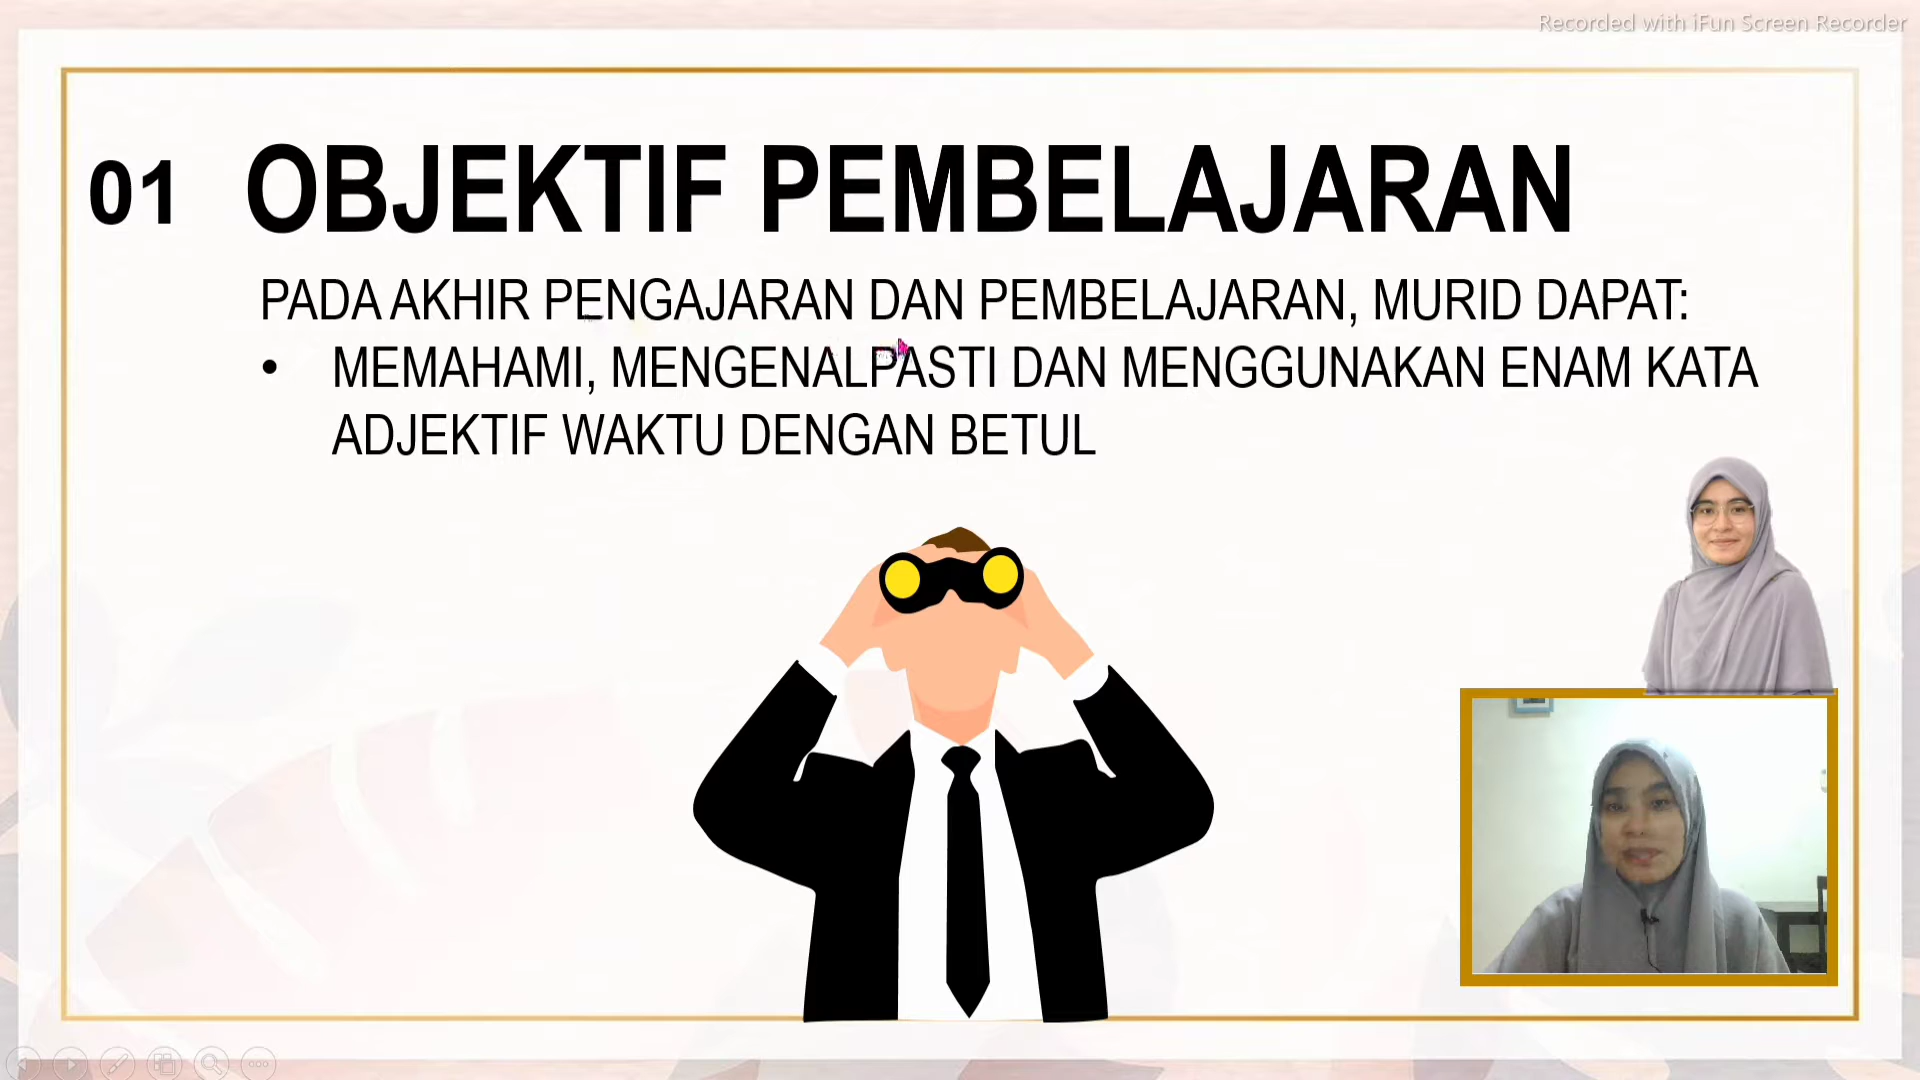 Recorded with iFun Screen Recorder
01 OBJEKTIF PEMBELAJARAN
PADA AKHIR PENGAJARAN DAN PEMBELAJARAN, MURID DAPAT:
• MEMAHAMI, MENGENALPASTI DAN MENGGUNAKAN ENAM KATA
ADJEKTIF WAKTU DENGAN BETUL